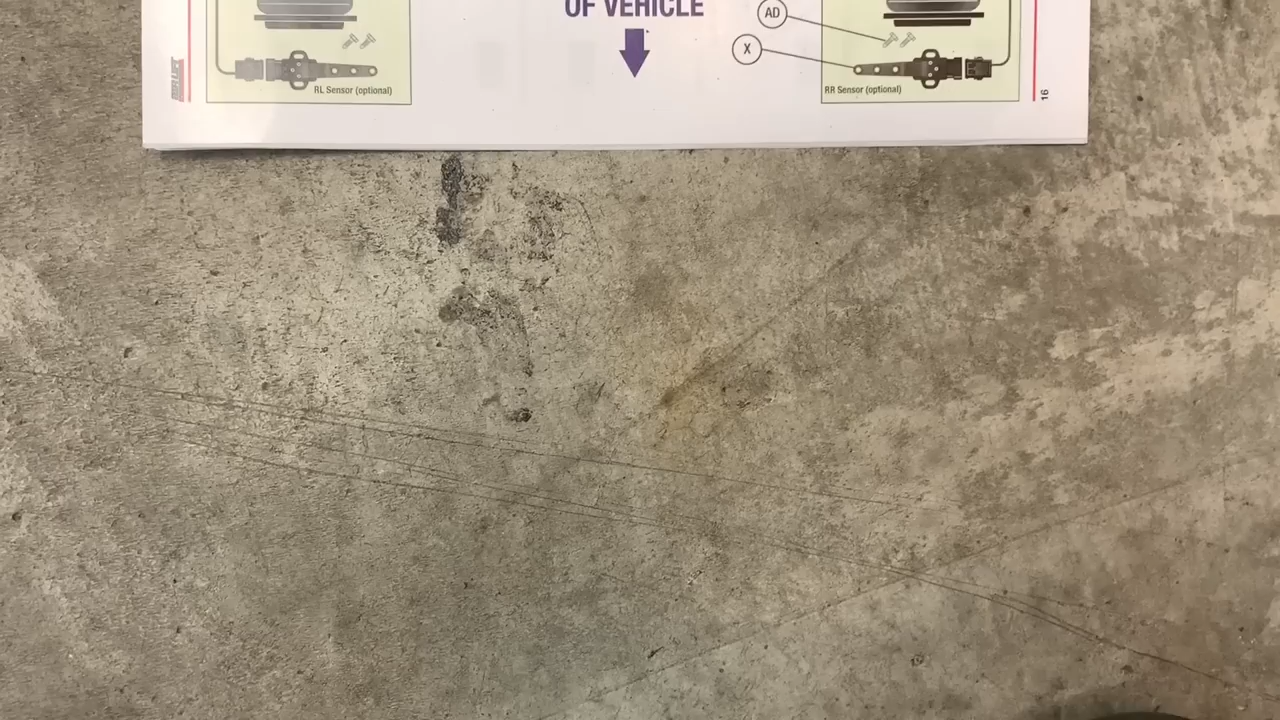 OF VEHICLE
AD
X
RL Sensor (optional)
RR Sensor (optional)
16